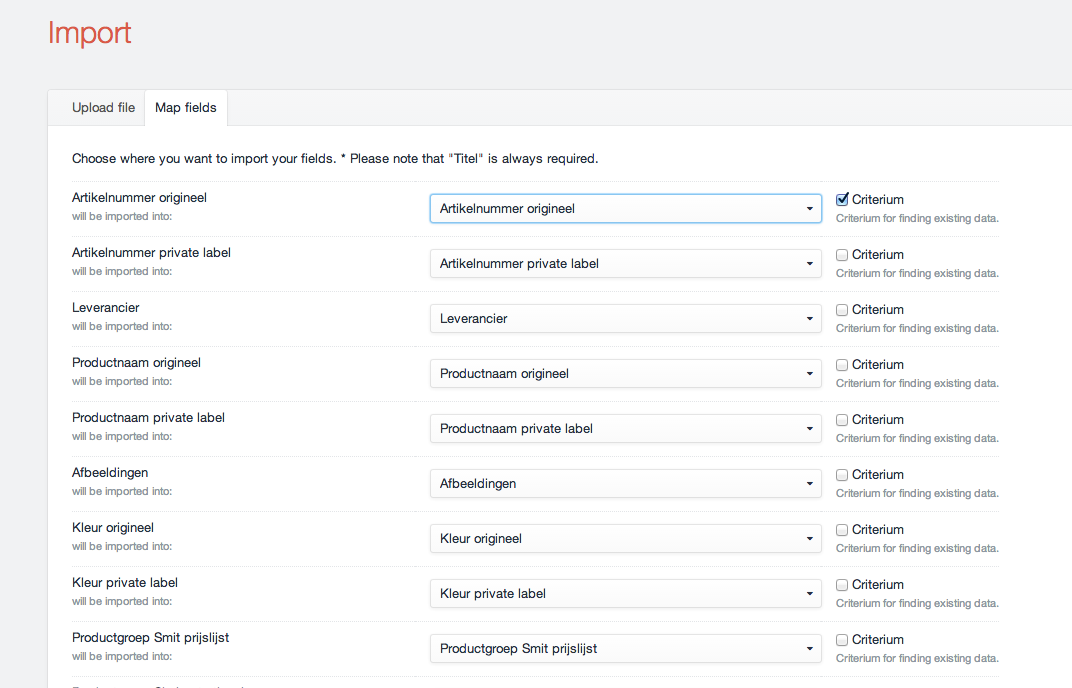 Import
Upload file Map fields
Choose where you want to import your fields. * Please note that "Titel" is always required.
Artikelnummer origineel
will be imported into:
Artikelnummer origineel
Criterium
Criterium for finding existing data.
Artikelnummer private label
will be imported into:
Artikelnummer private label
Criterium
Criterium for finding existing data.
Leverancier
will be imported into:
Leverancier
Criterium
Criterium for finding existing data.
Productnaam origineel
will be imported into:
Productnaam origineel
Criterium
Criterium for finding existing data.
Productnaam private label
will be imported into:
Productnaam private label
Criterium
Criterium for finding existing data.
Afbeeldingen
will be imported into:
Afbeeldingen
Criterium
Criterium for finding existing data.
Kleur origineel
will be imported into:
Kleur origineel
Criterium
Criterium for finding existing data.
Kleur private label
will be imported into:
Kleur private label
Criterium
Criterium for finding existing data.
Productgroep Smit prijslijst
will be imported into:
Productgroep Smit prijslijst
Criterium
Criterium for finding existing data.